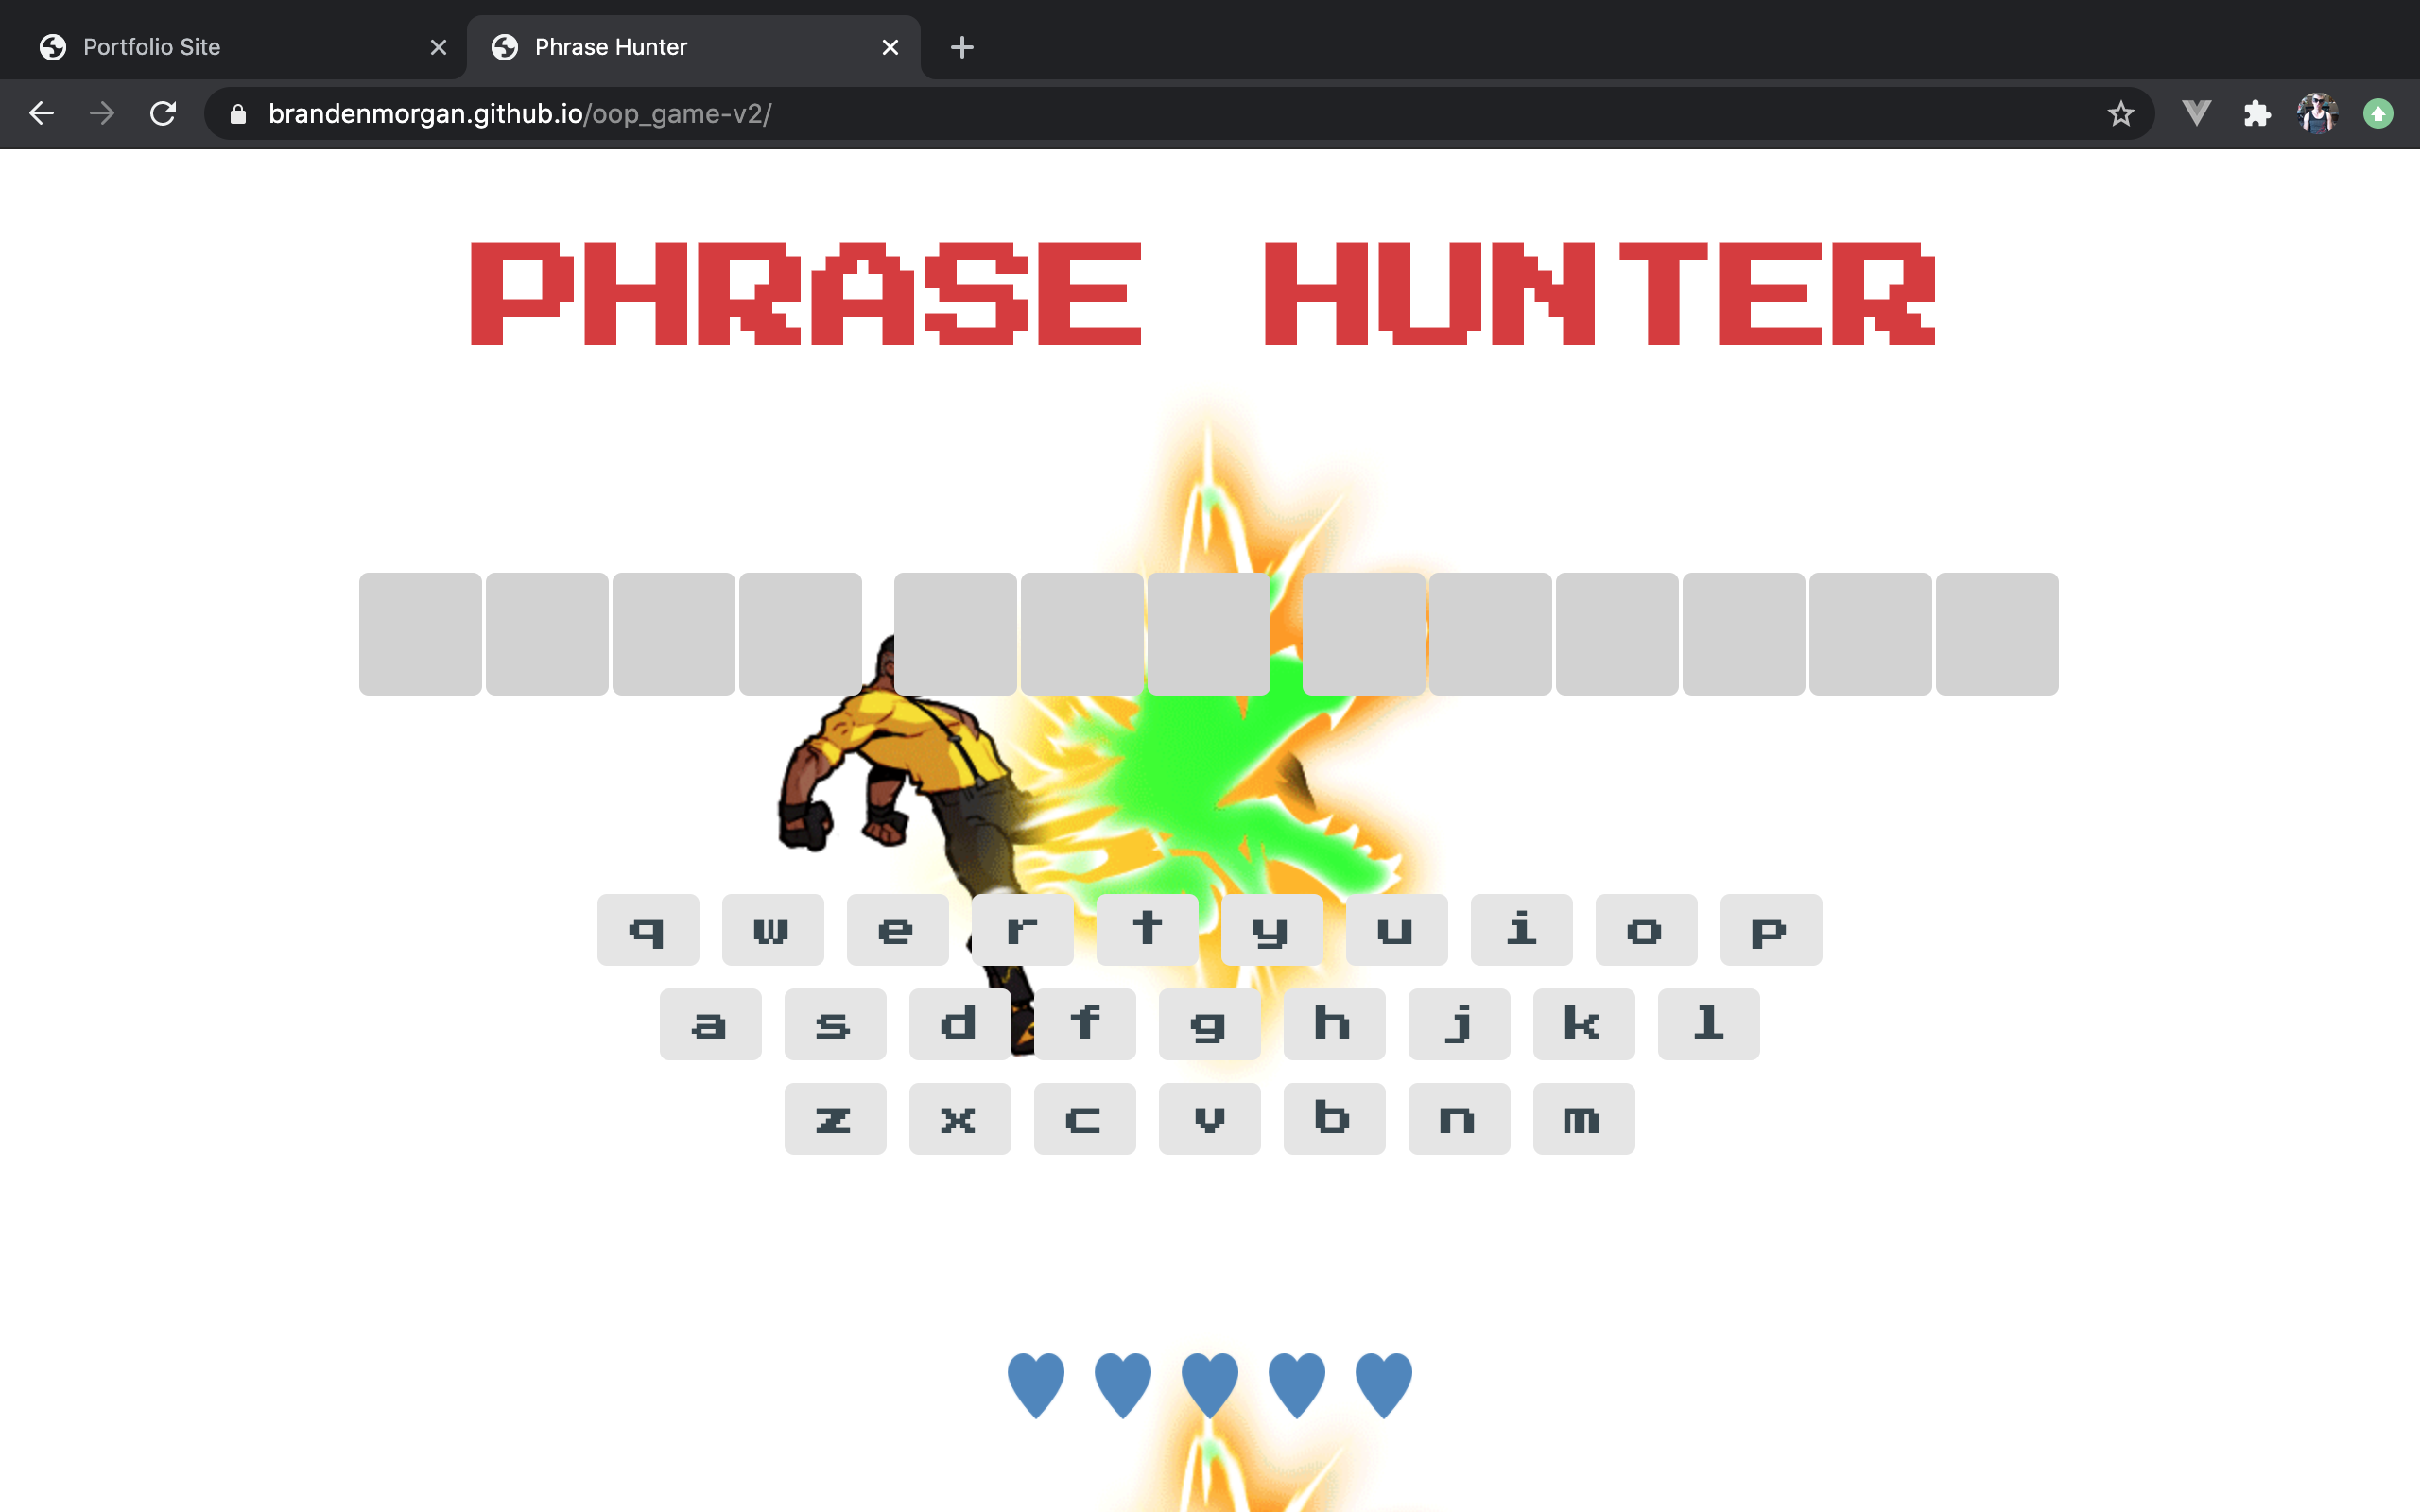 Portfolio Site
Phrase Hunter
brandenmorgan.github.io/oop_game-v2/
PHRASE HUNTER
q w e r t y u i o p
a s d f g h j k l
z x c v b n m